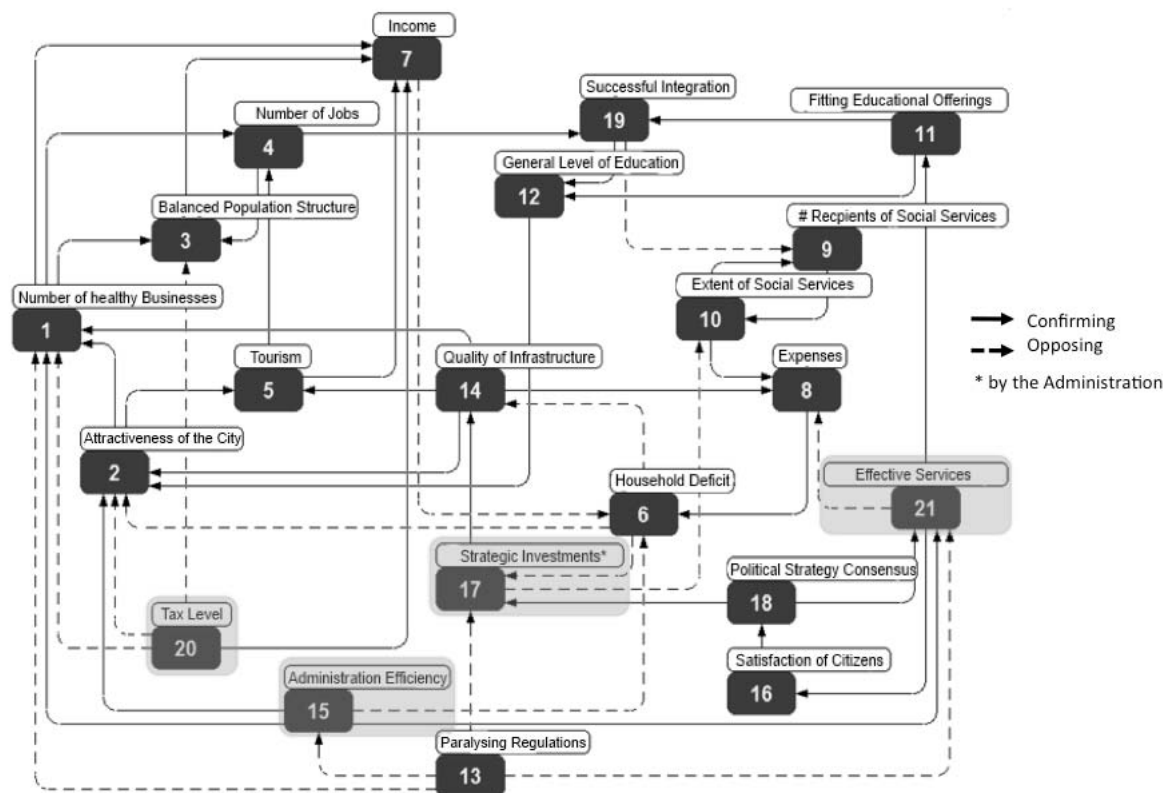 Income
7
Successful Integration
19
Fitting Educational Offerings
11
Number of Jobs
4
General Level of Education
12
Balanced Population Structure
3
# Recpients of Social Services
9
Number of healthy Businesses
1
Extent of Social Services
10
Confirming
Opposing
* by the Administration
Tourism
5
Quality of Infrastructure
14
Expenses
8
Attractiveness of the City
2
Household Deficit
6
Effective Services
21
Strategic Investments*
17
Political Strategy Consensus
18
Tax Level
20
Satisfaction of Citizens
16
Administration Efficiency
15
Paralysing Regulations
13